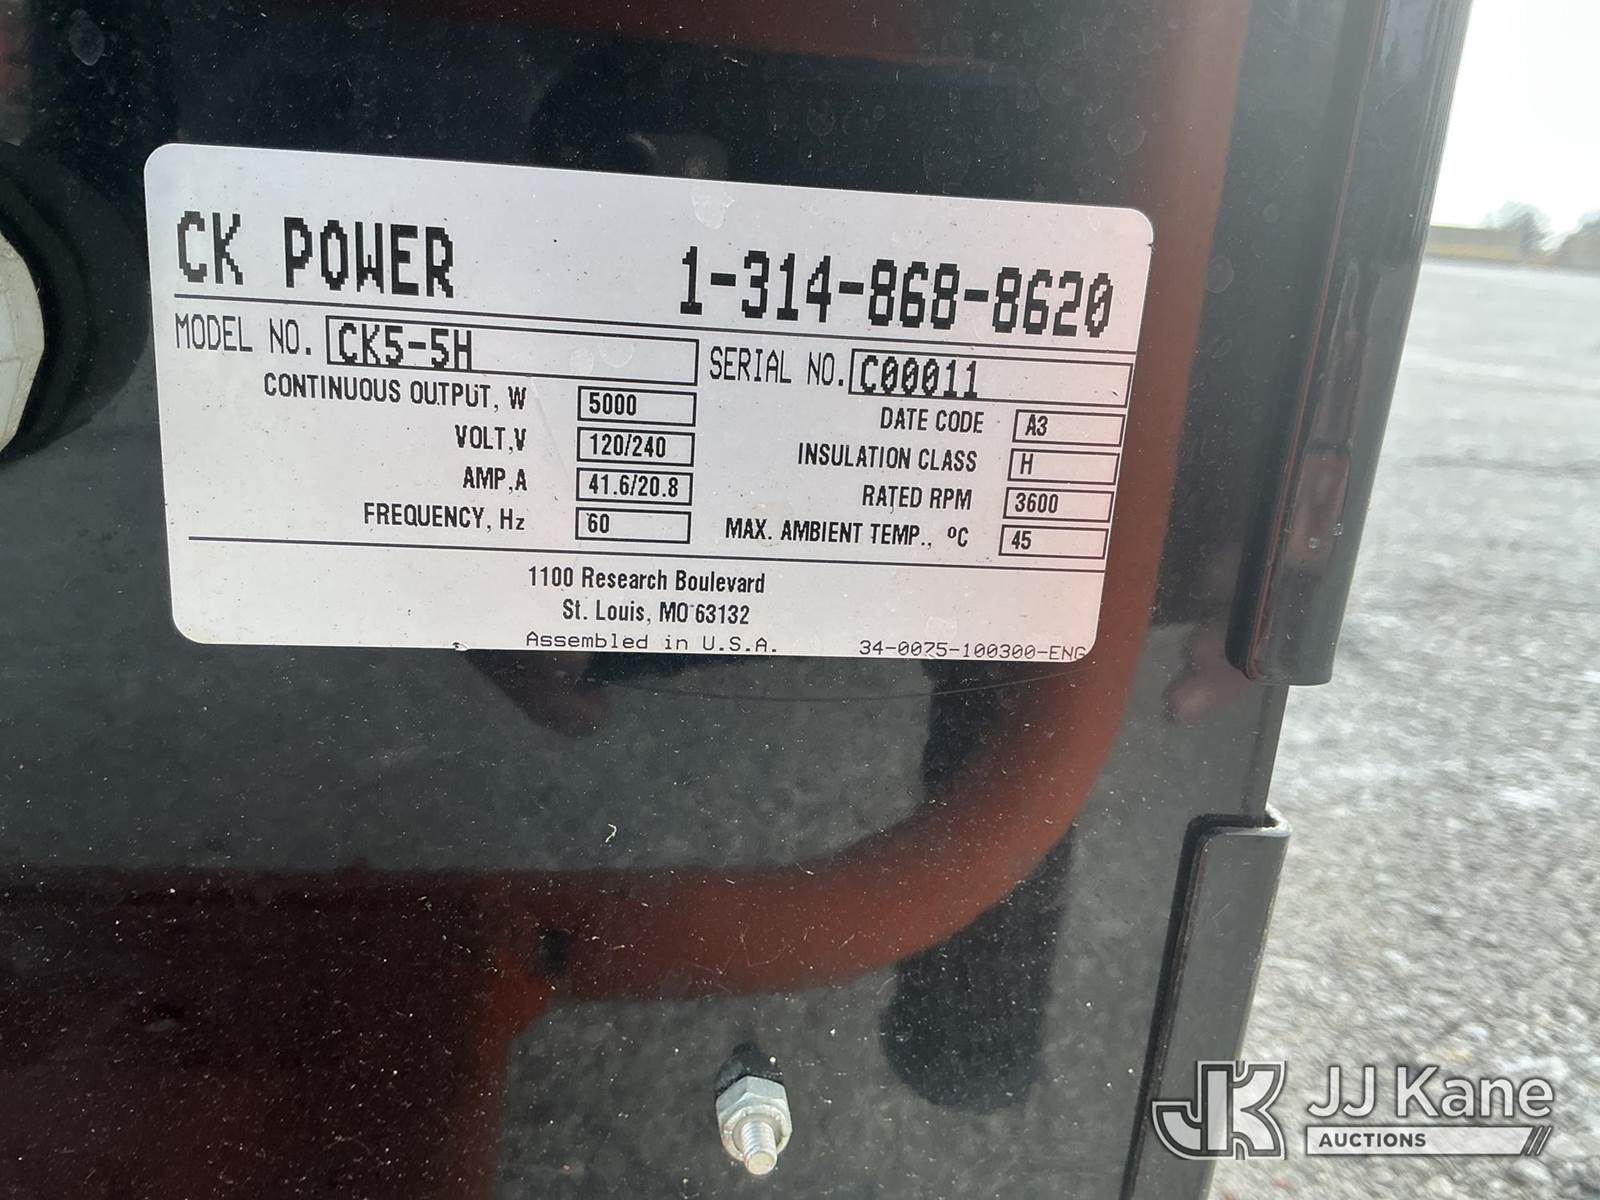 CK POWER 1-314-868-8620
MODEL NO. CK5-5H SERIAL NO. C00011
CONTINUOUS OUTPUT, W 5000 DATE CODE A3
VOLT,V 120/240 INSULATION CLASS H
AMP,A 41.6/20.8 RATED RPM 3600
FREQUENCY, Hz 60 MAX. AMBIENT TEMP., ºC 45
1100 Research Boulevard
St. Louis, MO 63132
Assembled in U.S.A. 34-0075-100300-ENG
JK JJ Kane
AUCTIONS